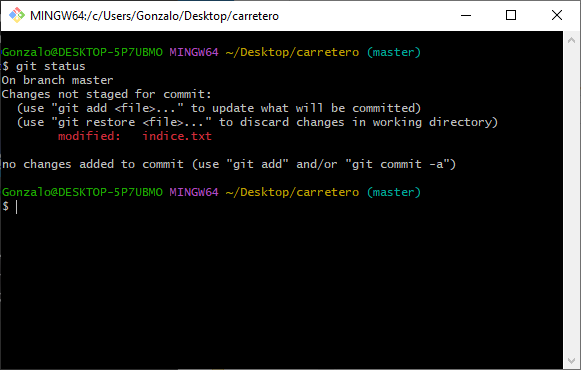 MINGW64:/c/Users/Gonzalo/Desktop/carretero
Gonzalo@DESKTOP-5P7UBMO MINGW64 ~/Desktop/carretero (master)
$ git status
On branch master
Changes not staged for commit:
  (use "git add <file>..." to update what will be committed)
  (use "git restore <file>..." to discard changes in working directory)
        modified:   indice.txt

no changes added to commit (use "git add" and/or "git commit -a")

Gonzalo@DESKTOP-5P7UBMO MINGW64 ~/Desktop/carretero (master)
$